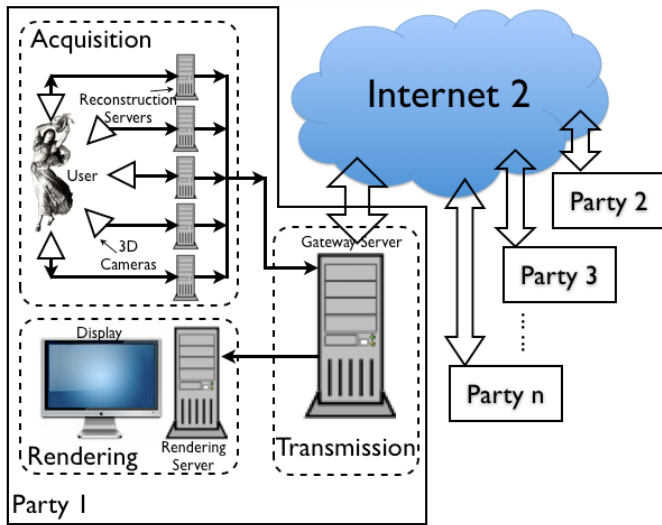 Acquisition
Reconstruction
Servers
User
3D
Cameras
Internet 2
Party 2
Party 3
Party n
Gateway Server
Transmission
Display
Rendering
Rendering
Server
Party 1